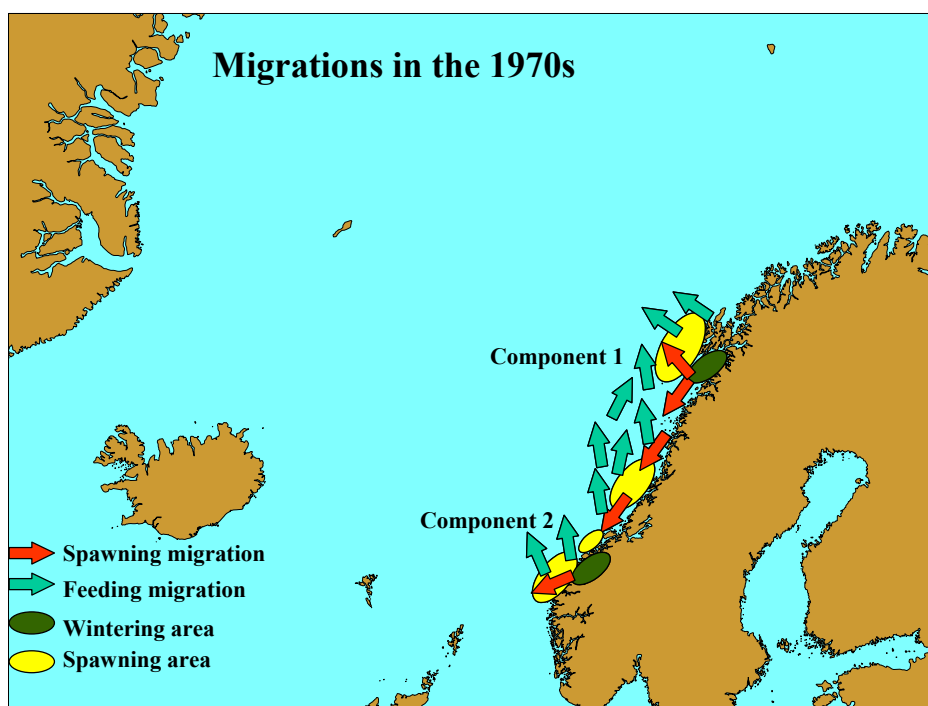 Migrations in the 1970s
Component 1
Component 2
Spawning migration
Feeding migration
Wintering area
Spawning area